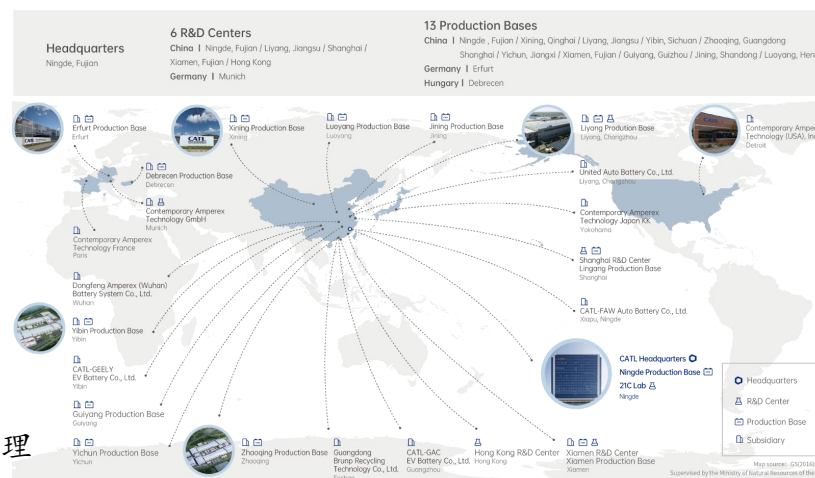 Headquarters
Ningde, Fujian
6 R&D Centers
China | Ningde, Fujian / Liyang, Jiangsu / Shanghai /
Xiamen, Fujian / Hong Kong
Germany | Munich
13 Production Bases
China | Ningde , Fujian / Xining, Qinghai / Liyang, Jiangsu / Yibin, Sichuan / Zhaoqing, Guangdong
Shanghai / Yichun, Jiangxi / Xiamen, Fujian / Guiyang, Guizhou / Jining, Shandong / Luoyang, Hen
Germany | Erfurt
Hungary | Debrecen
Erfurt Production Base
Erfurt
CATL
Xining Production Base
Xining
Luoyang Production Base
Luoyang
Jining Production Base
Jining
Liyang Prodution Base
Liyang, Changzhou
Contemporary Amper
Technology (USA), In
Detroit
Debrecen Production Base
Debrecen
United Auto Battery Co., Ltd.
Liyang, Changzhou
Contemporary Amperex
Technology GmbH
Munich
Contemporary Amperex
Technology Japan KK
Yokohama
Contemporary Amperex
Technology France
Paris
Shanghai R&D Center
Lingang Production Base
Shanghai
Dongfeng Amperex (Wuhan)
Battery System Co., Ltd.
Wuhan
CATL-FAW Auto Battery Co., Ltd.
Xiapu, Ningde
Yibin Production Base
Yibin
CATL-GEELY
EV Battery Co., Ltd.
Yibin
CATL Headquarters
Ningde Production Base
21C Lab
Ningde
Headquarters
R&D Center
Production Base
Subsidiary
Guiyang Production Base
Guiyang
理
Yichun Production Base
Yichun
Zhaoqing Production Base
Zhaoqing
Guangdong
Brunp Recycling
Technology Co., Ltd.
CATL-GAC
EV Battery Co., Ltd.
Guangzhou
Hong Kong R&D Center
Hong Kong
Xiamen R&D Center
Xiamen Production Base
Xiamen
Map source: GS(2016)
Supervised by the Ministry of Natural Resources of the